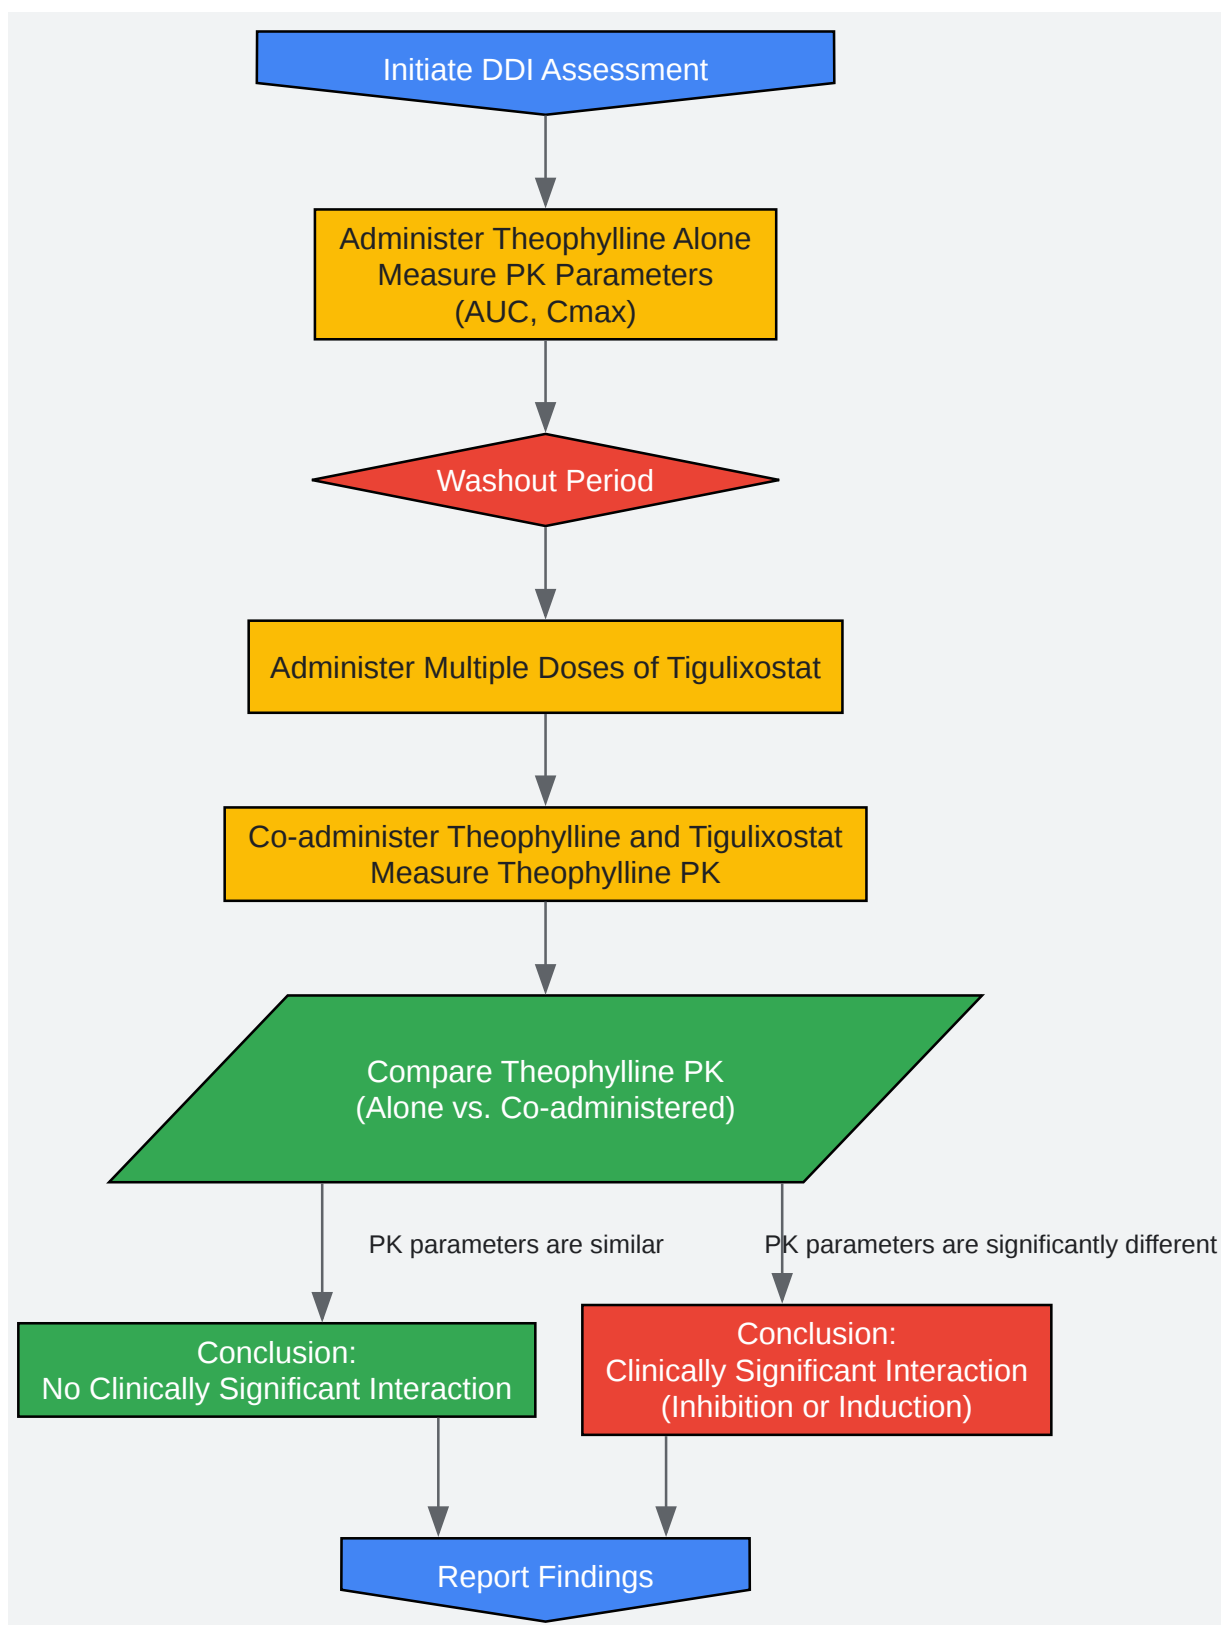 Initiate DDI Assessment
Administer Theophylline Alone
Measure PK Parameters
(AUC, Cmax)
Washout Period
Administer Multiple Doses of Tigulixostat
Co-administer Theophylline and Tigulixostat
Measure Theophylline PK
Compare Theophylline PK
(Alone vs. Co-administered)
PK parameters are similar
PK parameters are significantly different
Conclusion:
No Clinically Significant Interaction
Conclusion:
Clinically Significant Interaction
(Inhibition or Induction)
Report Findings